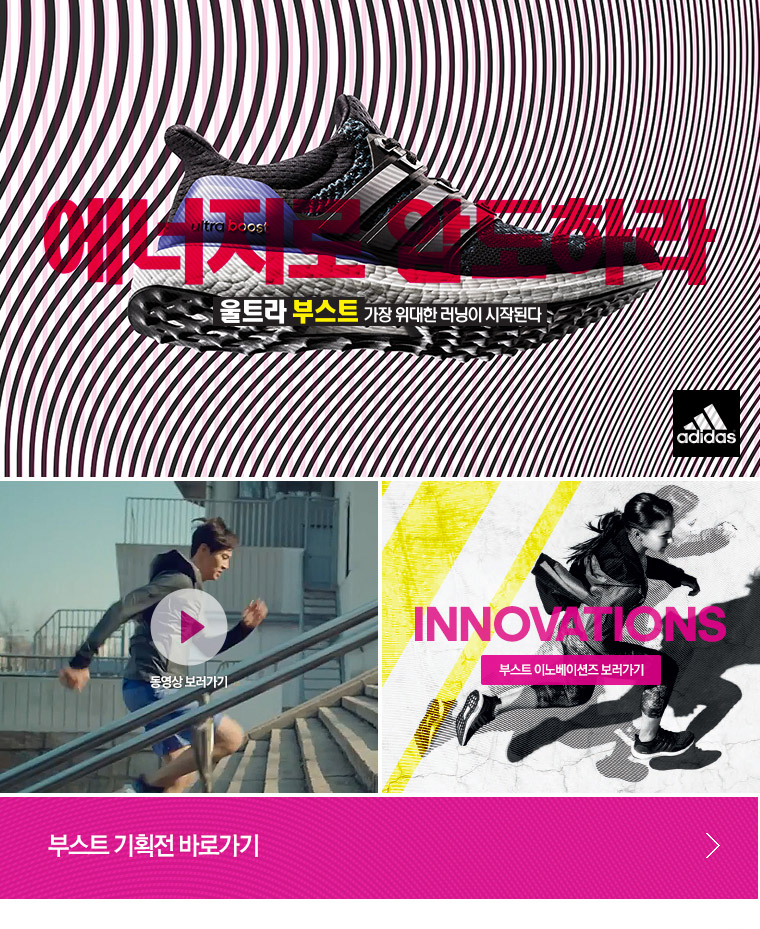 에너지로 압도하라
ultra boost
울트라 부스트 가장 위대한 러닝이 시작된다
adidas
동영상 보러가기
INNOVATIONS
부스트 이노베이션즈 보러가기
부스트 기획전 바로가기